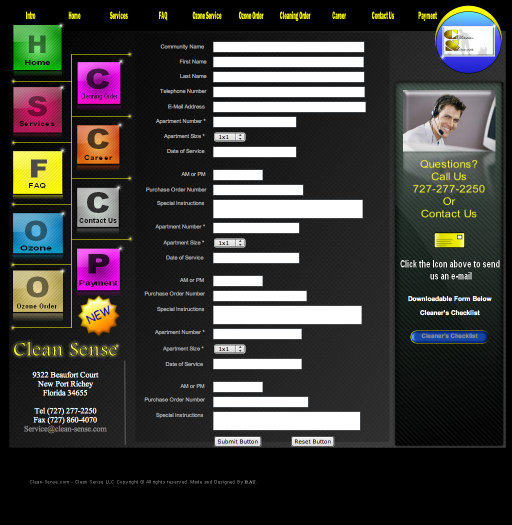 Intro Home Services FAQ Ozone Service Ozone Order Cleaning Order Career Contact Us Payment
H
Home
C
Cleaning Order
S
Services
C
Career
F
FAQ
C
Contact Us
O
Ozone
P
Payment
O
Ozone Order
NEW
Clean Sense
9322 Beaufort Court
New Port Richey
Florida 34655
Tel (727) 277-2250
Fax (727) 860-4070
Service@clean-sense.com
Community Name
First Name
Last Name
Telephone Number
E-Mail Address
Apartment Number *
Apartment Size * 1x1
Date of Service
AM or PM
Purchase Order Number
Special Instructions
Apartment Number *
Apartment Size * 1x1
Date of Service
AM or PM
Purchase Order Number
Special Instructions
Apartment Number *
Apartment Size * 1x1
Date of Service
AM or PM
Purchase Order Number
Special Instructions
Submit Button Reset Button
Questions?
Call Us
727-277-2250
Or
Contact Us
Click the Icon above to send
us an e-mail
Downloadable Form Below
Cleaner's Checklist
Cleaner's Checklist
Clean-Sense.com - Clean Sense LLC Copyright © All rights reserved. Made and Designed By